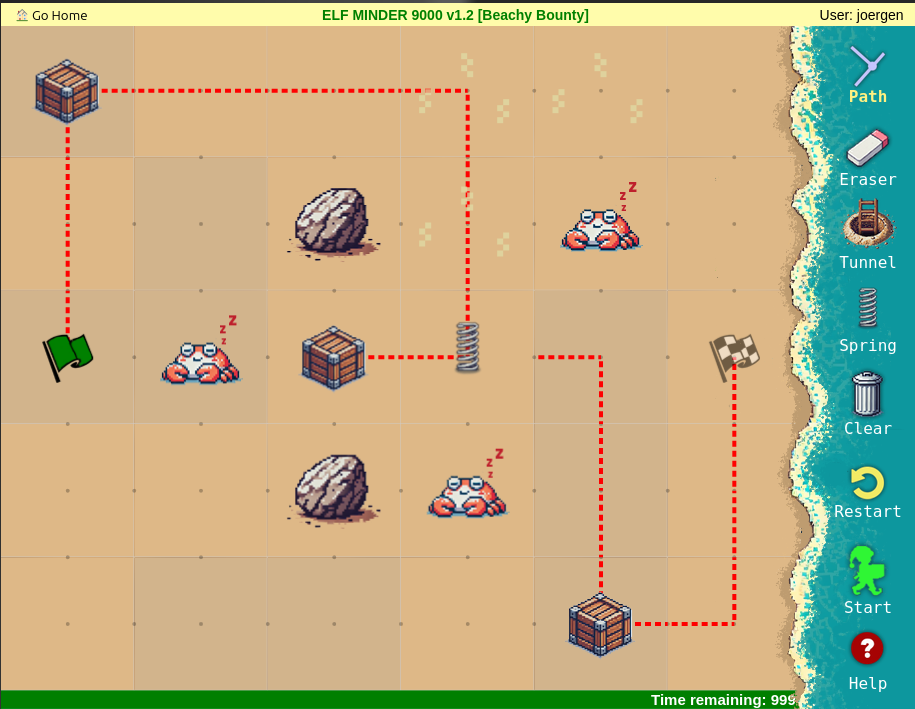 Go Home
ELF MINDER 9000 v1.2 [Beachy Bounty]
User: joergen
Path
Eraser
Tunnel
Spring
Clear
Restart
Start
?
Help
z z z
z z z
z z z
Time remaining: 999